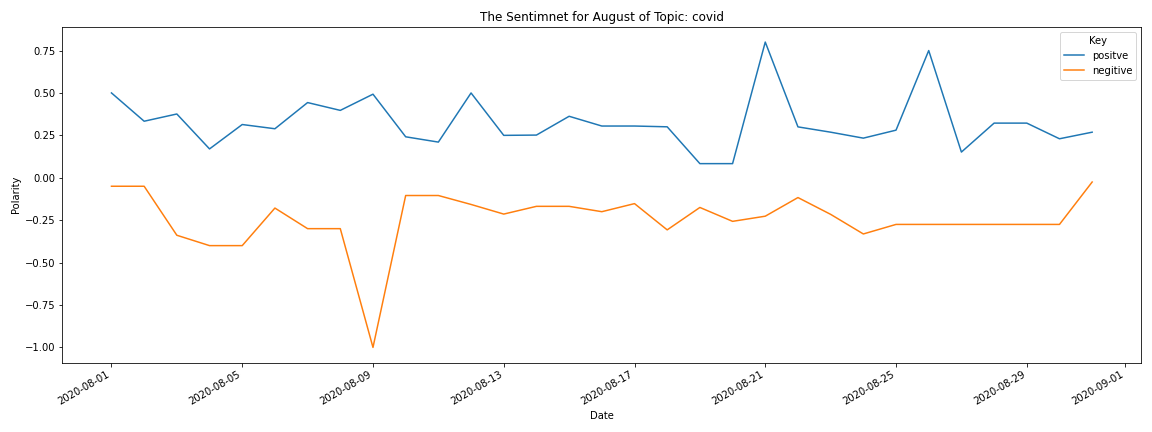 The Sentimnet for August of Topic: covid
Key
positve
negitive
Polarity
0.75
0.50
0.25
0.00
−0.25
−0.50
−0.75
−1.00
2020-08-01
2020-08-05
2020-08-09
2020-08-13
2020-08-17
2020-08-21
2020-08-25
2020-08-29
2020-09-01
Date